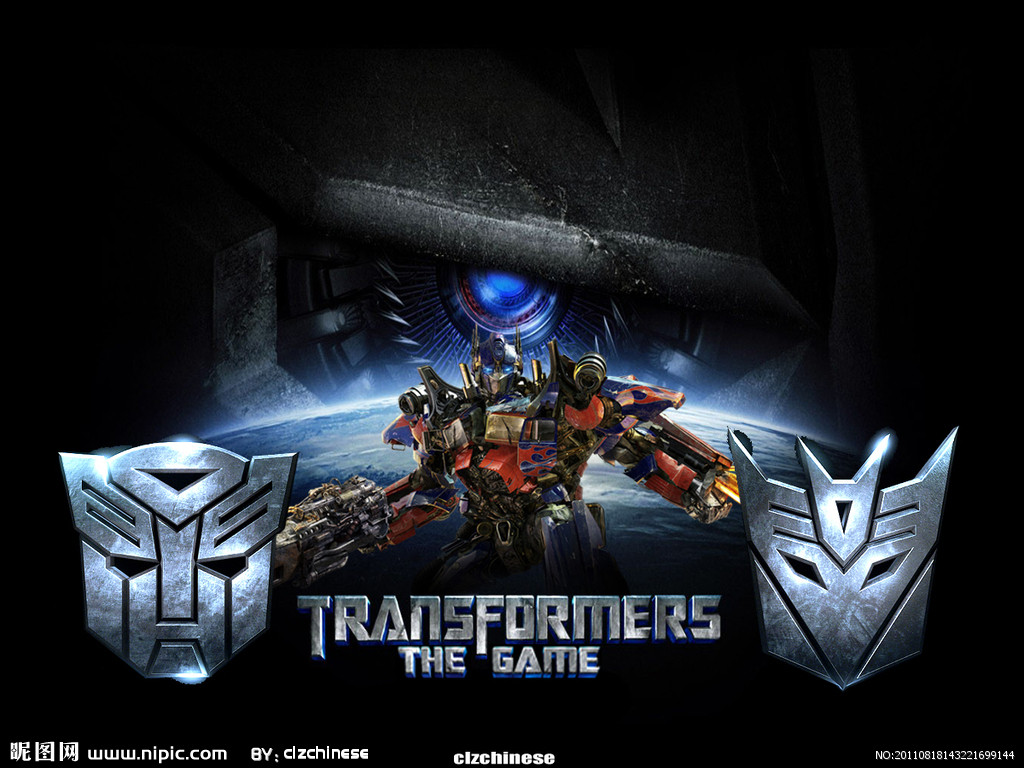 TRANSFORMERS
THE GAME
昵图网 www.nipic.com BY:clzchinese
clzchinese
NO:20110818143221699144